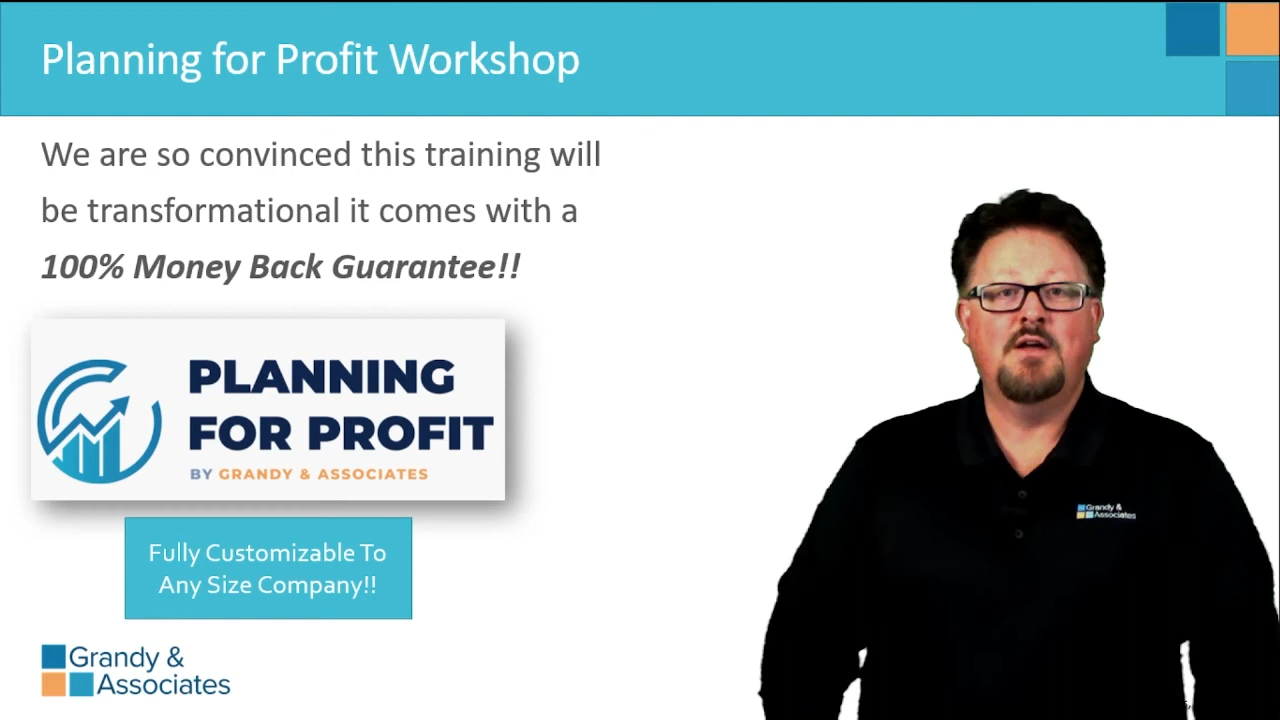 Planning for Profit Workshop
We are so convinced this training will
be transformational it comes with a
100% Money Back Guarantee!!
PLANNING
FOR PROFIT
BY GRANDY & ASSOCIATES
Fully Customizable To
Any Size Company!!
Grandy &
Associates
Grandy &
Associates